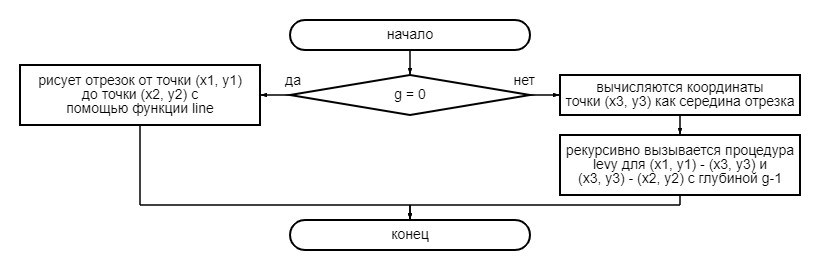 начало
рисует отрезок от точки (x1, y1)
до точки (x2, y2) с
помощью функции line
да
g = 0
нет
вычисляются координаты
точки (x3, y3) как середина отрезка
рекурсивно вызывается процедура
levy для (x1, y1) - (x3, y3) и
(x3, y3) - (x2, y2) с глубиной g-1
конец